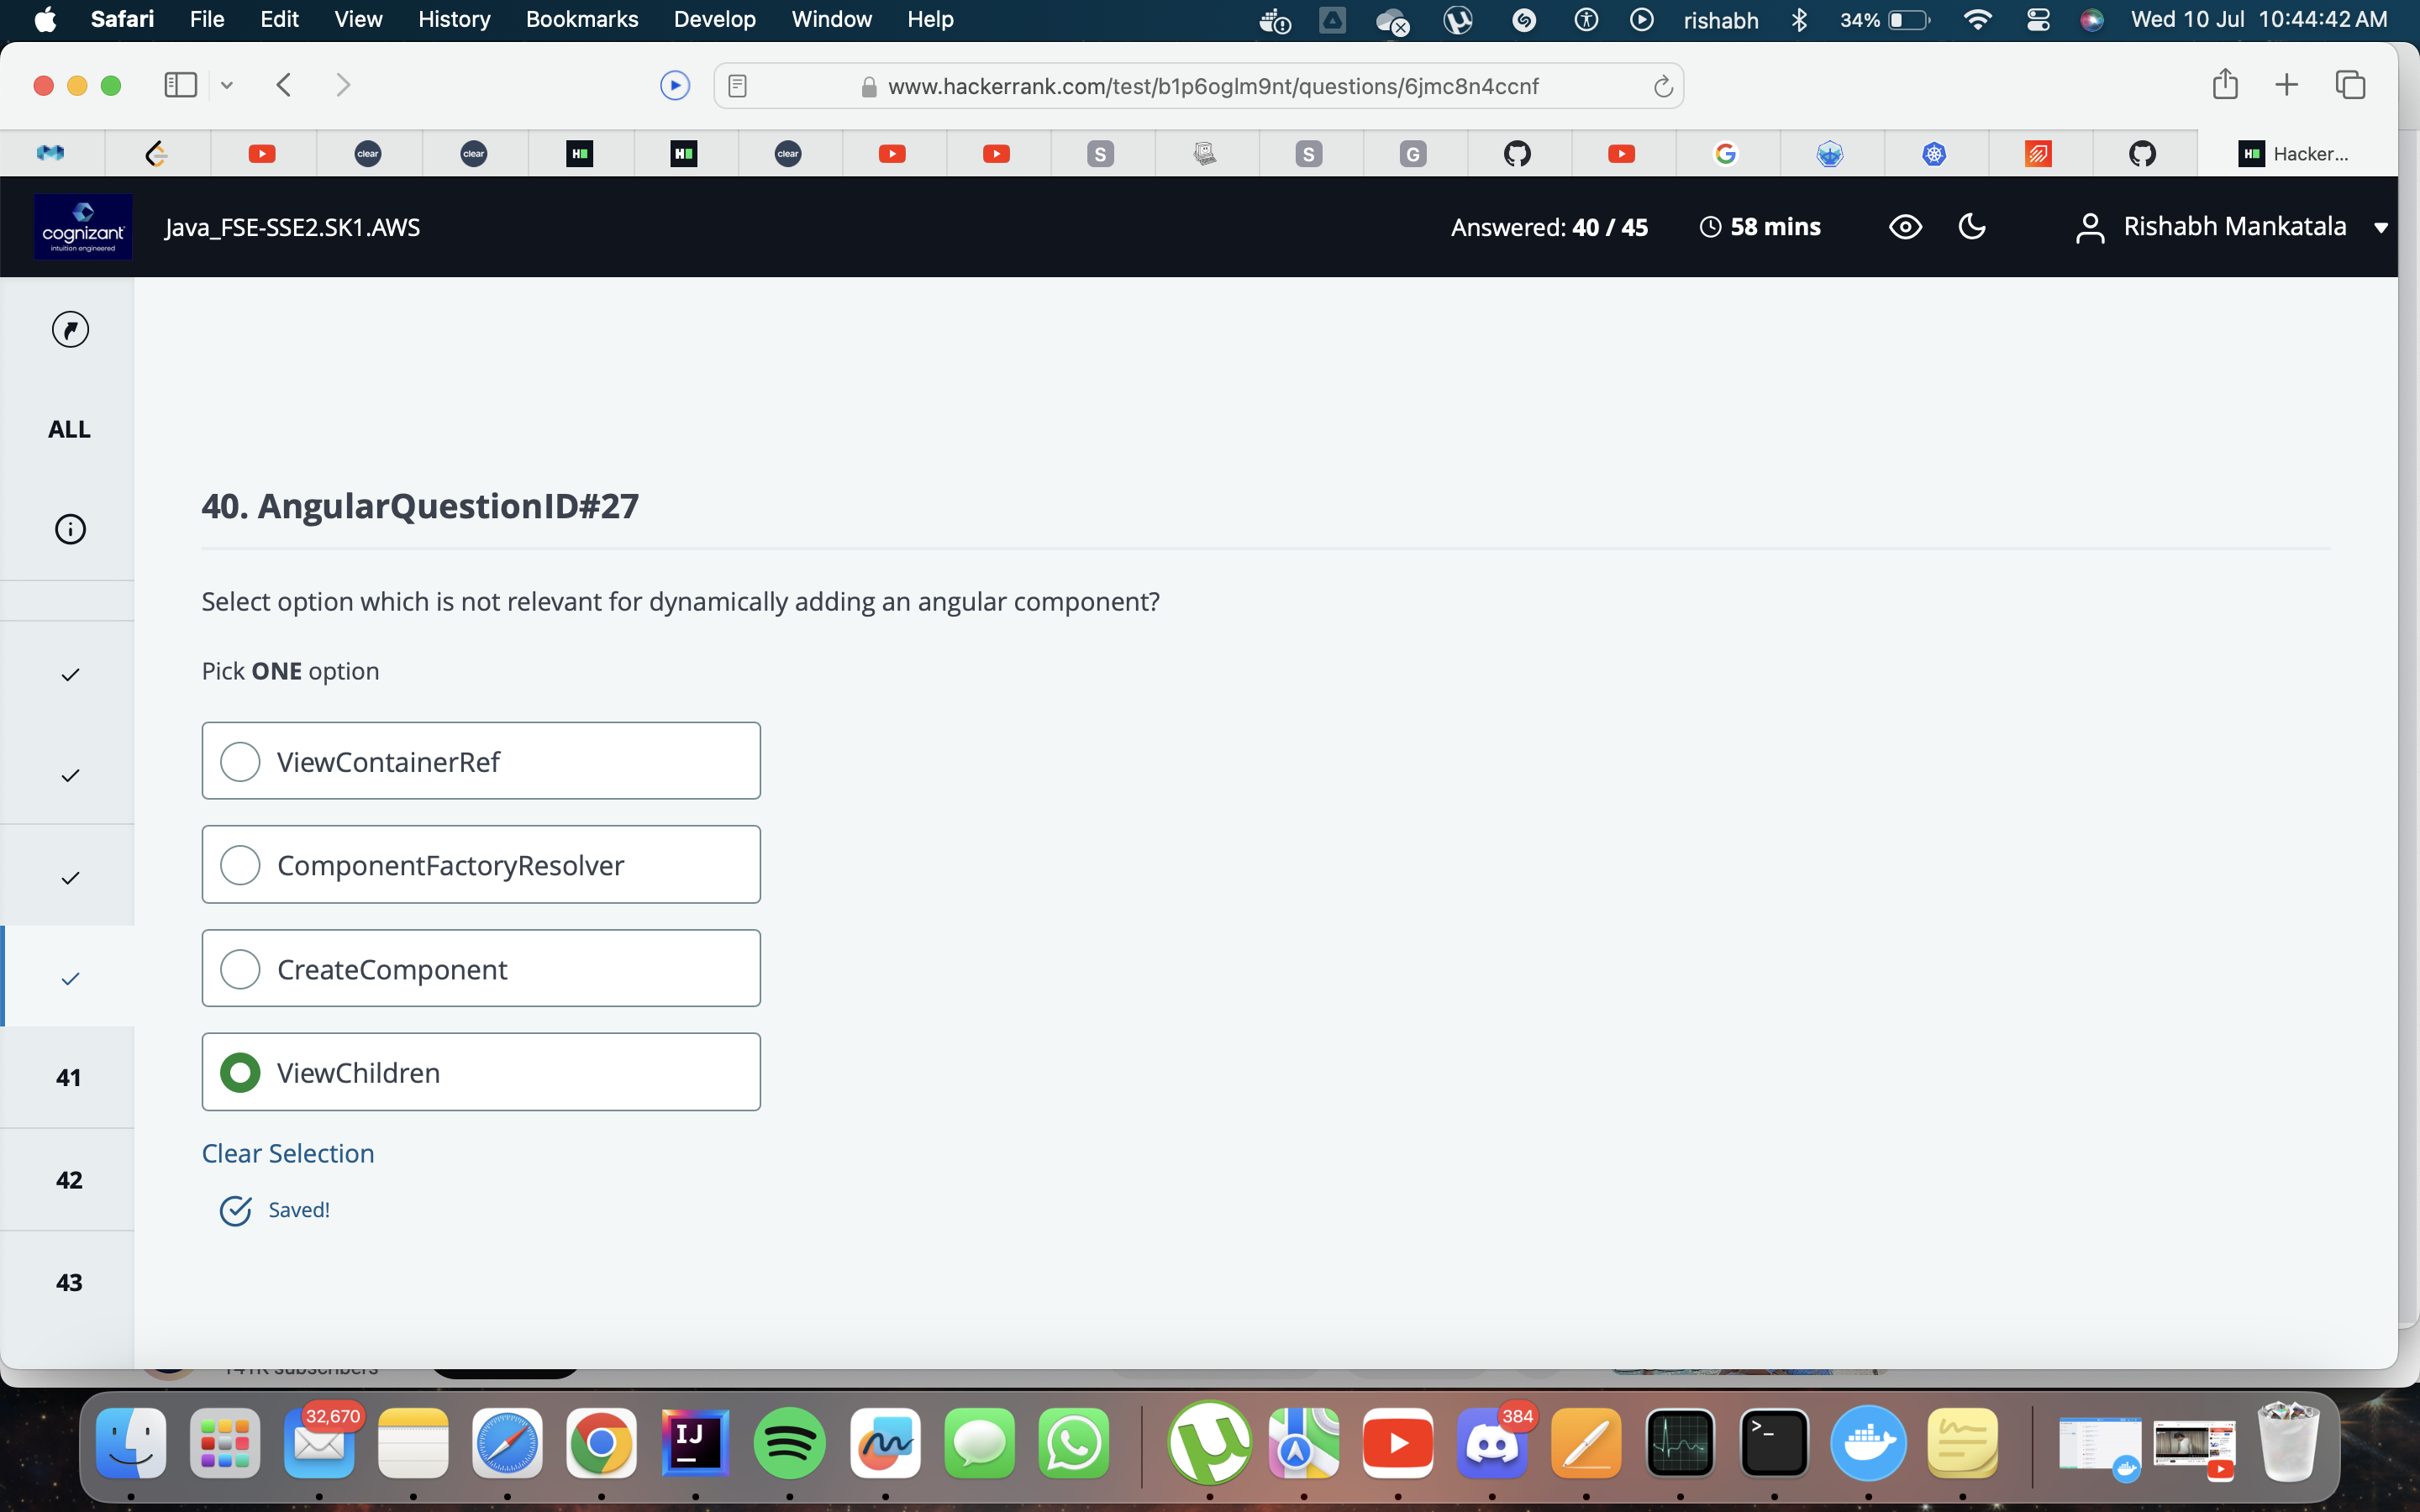 Safari File Edit View History Bookmarks Develop Window Help rishabh 34% Wed 10 Jul 10:44:42 AM
www.hackerrank.com/test/b1p6oglm9nt/questions/6jmc8n4ccnf
clear clear clear S S G Hacker...
cognizant
intuition engineered
Java_FSE-SSE2.SK1.AWS
Answered: 40 / 45
58 mins
Rishabh Mankatala
ALL
40. AngularQuestionID#27
Select option which is not relevant for dynamically adding an angular component?
Pick ONE option
ViewContainerRef
ComponentFactoryResolver
CreateComponent
ViewChildren
41
Clear Selection
42
Saved!
43
32,670
IJ
384